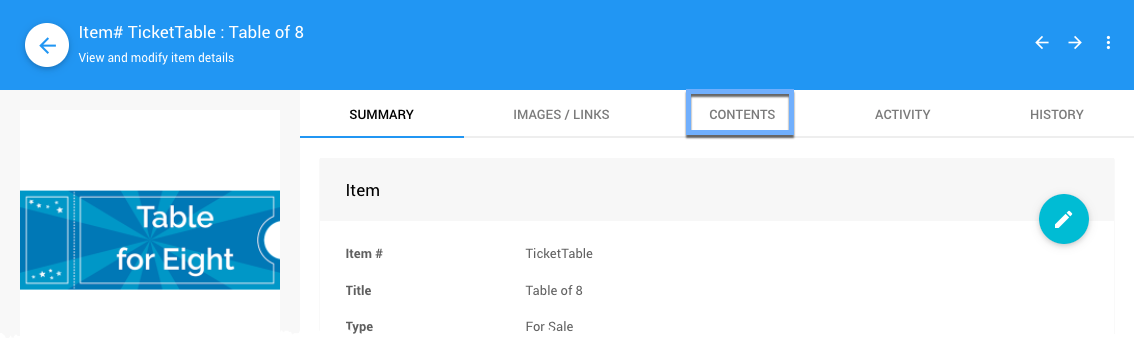 Item# TicketTable : Table of 8
View and modify item details
SUMMARY IMAGES / LINKS CONTENTS ACTIVITY HISTORY
Table
for Eight
Item
Item # TicketTable
Title Table of 8
Type For Sale